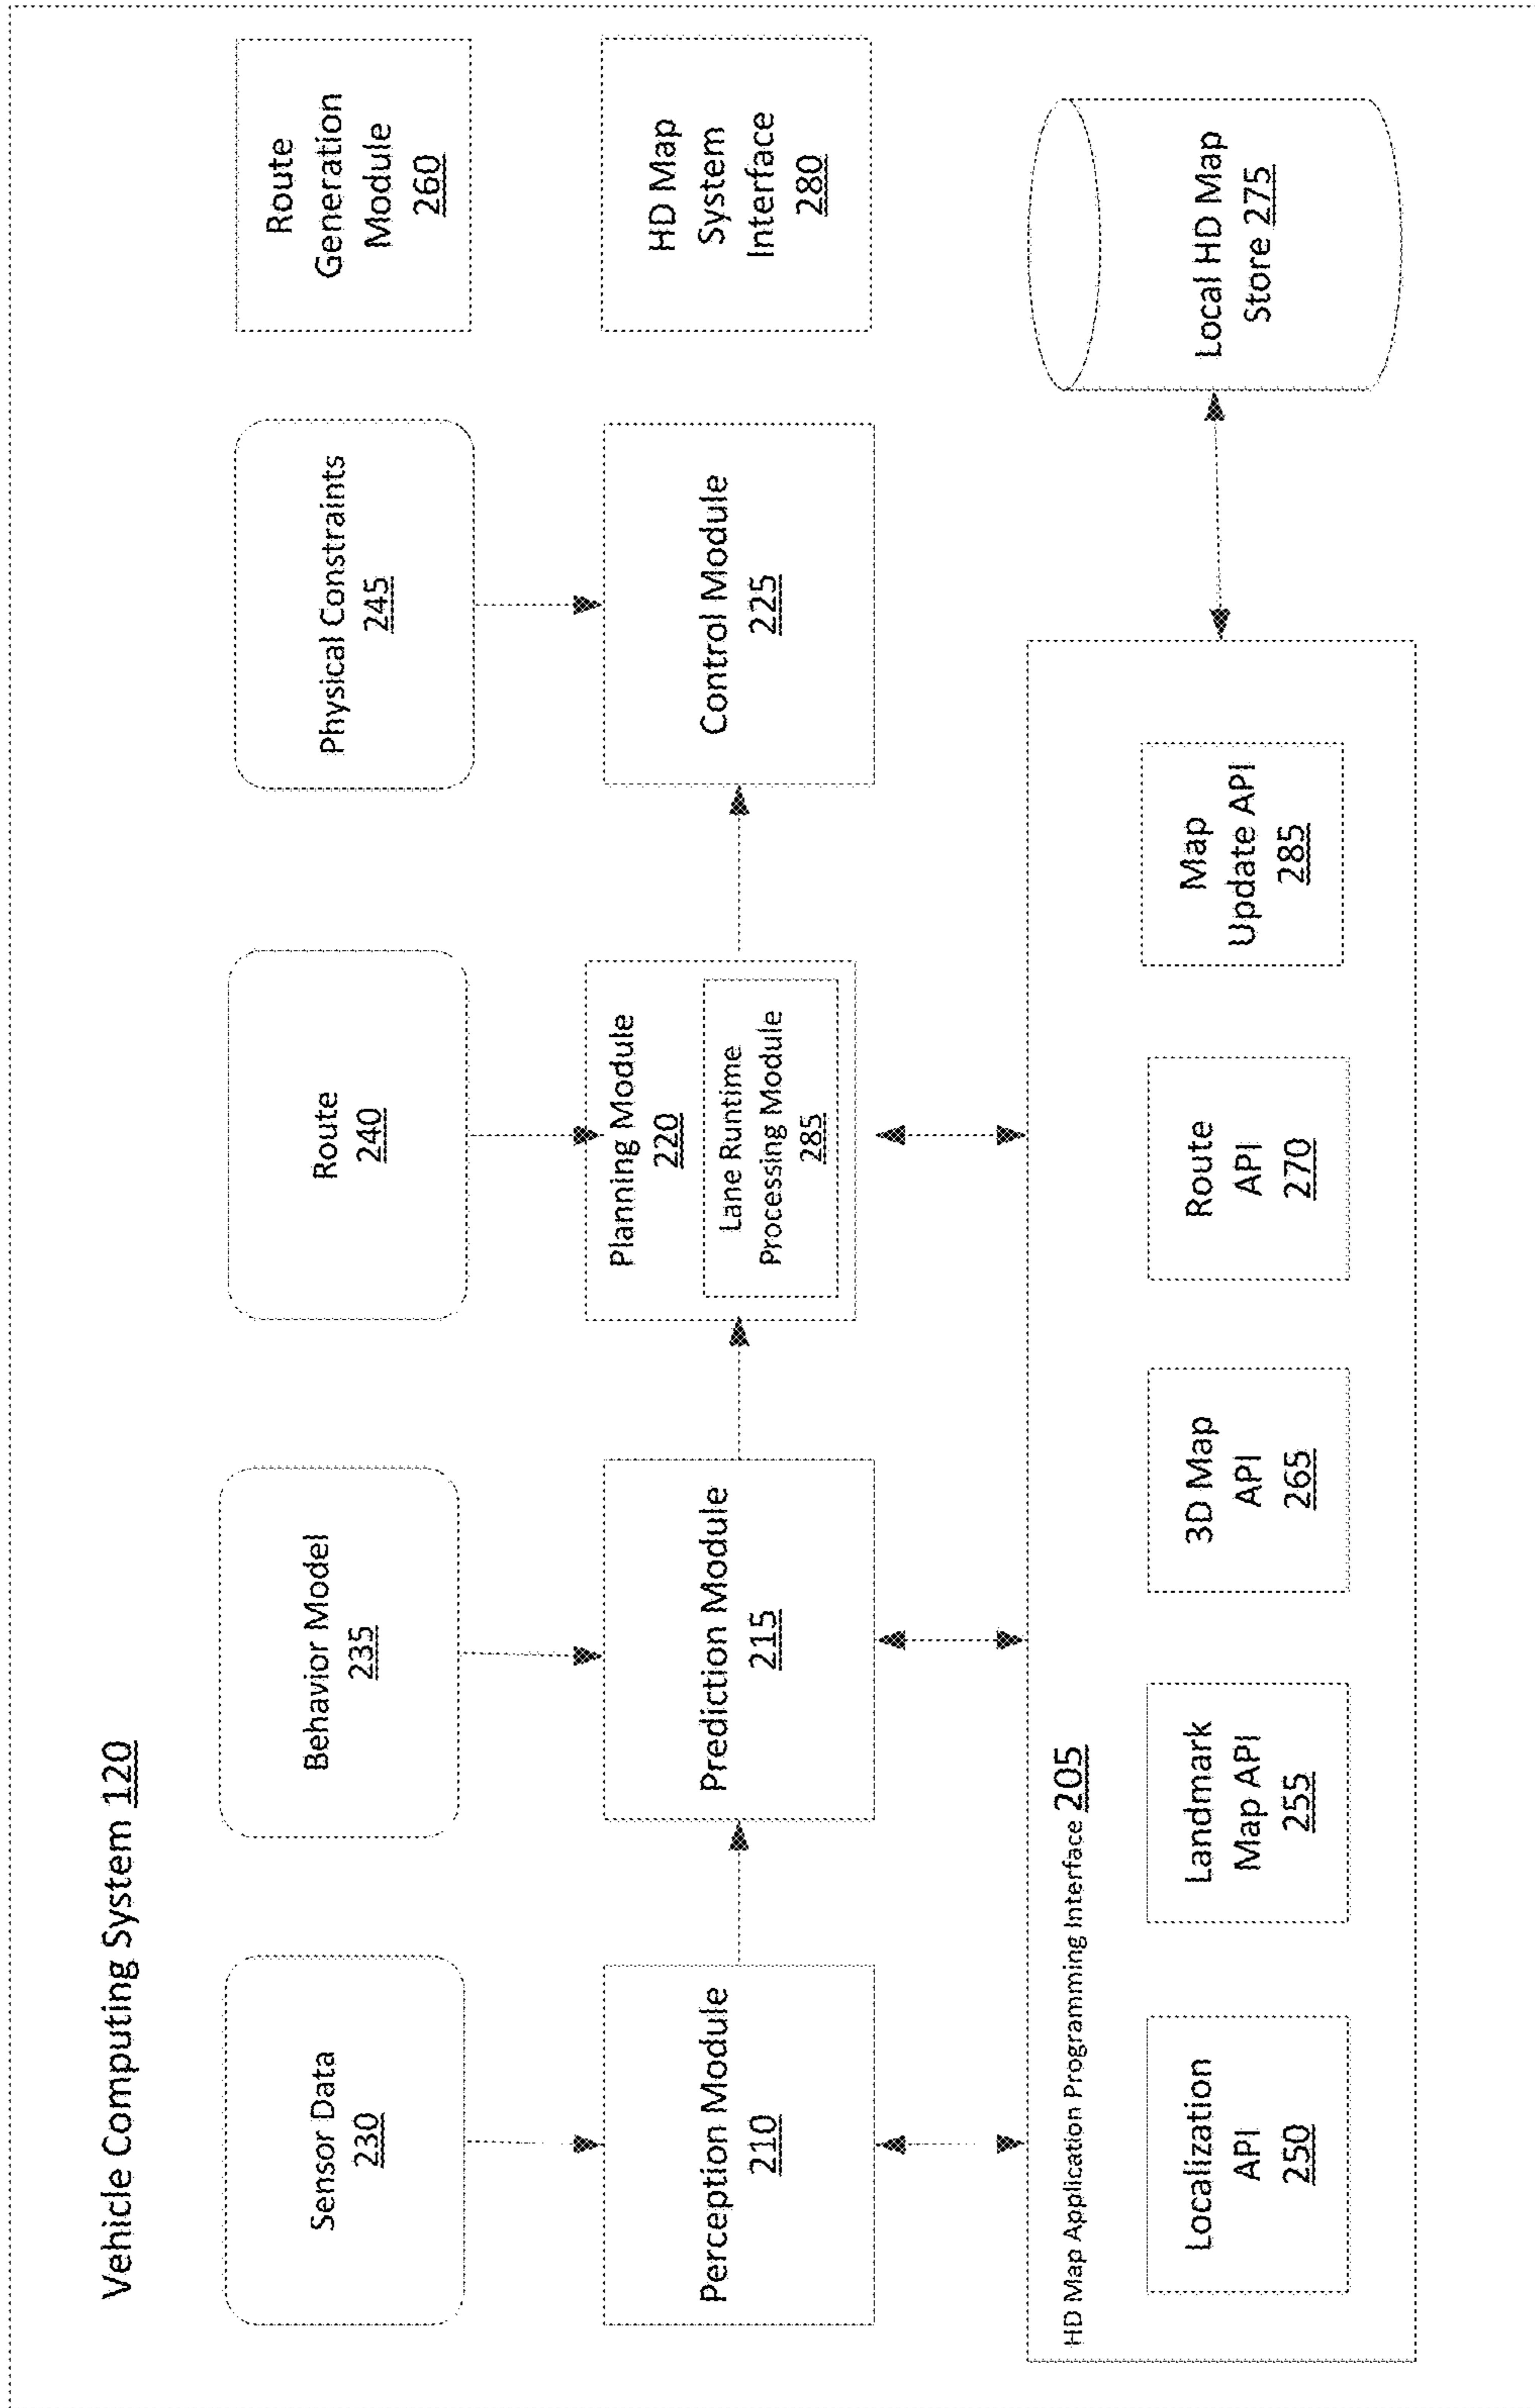 Vehicle Computing System 120
Sensor Data
230
Behavior Model
235
Route
240
Physical Constraints
245
Route
Generation
Module
260
Perception Module
210
Prediction Module
215
Planning Module
220
Lane Runtime
Processing Module
285
Control Module
225
HD Map
System
Interface
280
HD Map Application Programming Interface 205
Localization
API
250
Landmark
Map API
255
3D Map
API
265
Route
API
270
Map
Update API
285
Local HD Map
Store 275